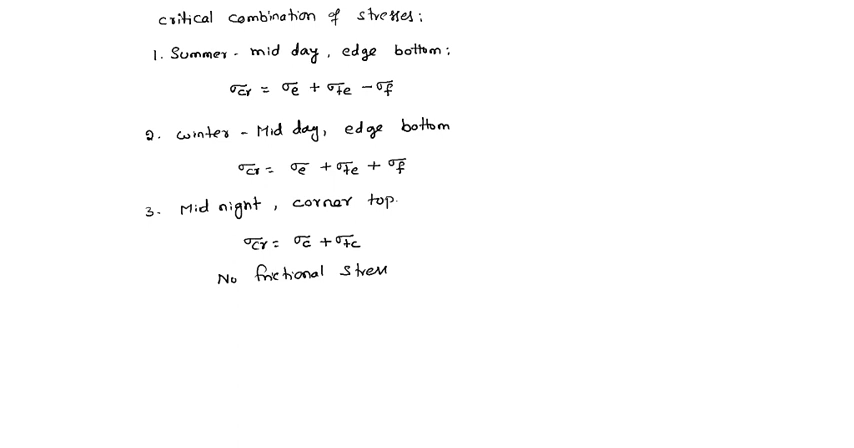 critical combination of stresses:
1. Summer - mid day, edge bottom:
σcr = σe + σte - σf
2. winter - Mid day, edge bottom
σcr = σe + σte + σf
3. Mid night, corner top.
σcr = σc + σtc
No frictional stress